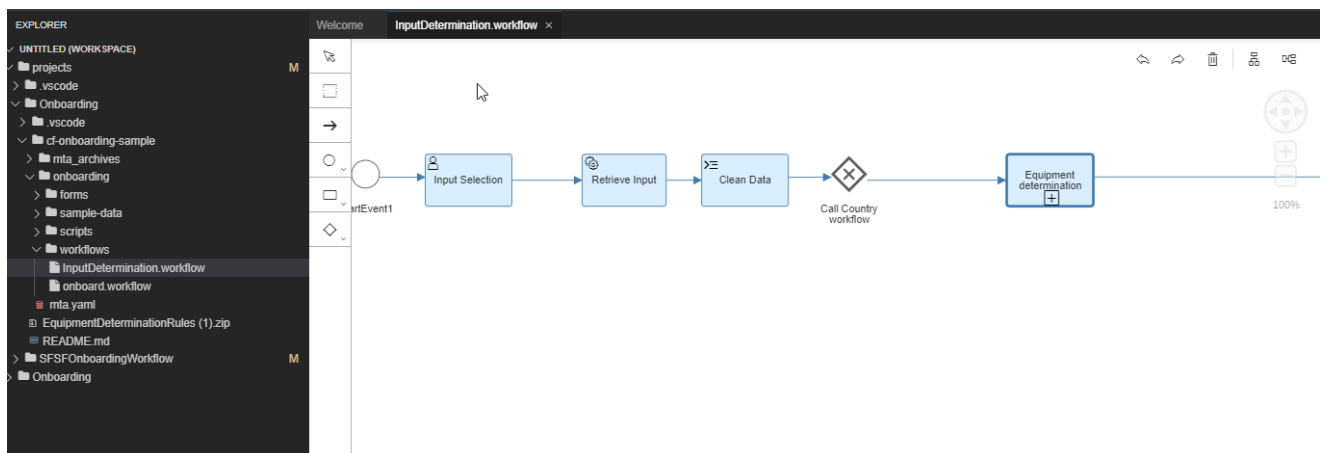 EXPLORER
Welcome
InputDetermination.workflow ×
UNTITLED (WORKSPACE)
projects M
.vscode
Onboarding
.vscode
cf-onboarding-sample
mta_archives
onboarding
forms
sample-data
scripts
workflows
InputDetermination.workflow
onboard.workflow
mta.yaml
EquipmentDeterminationRules (1).zip
README.md
SFSFOnboardingWorkflow M
Onboarding
artEvent1
Input Selection
Retrieve Input
Clean Data
Call Country
workflow
Equipment
determination
100%